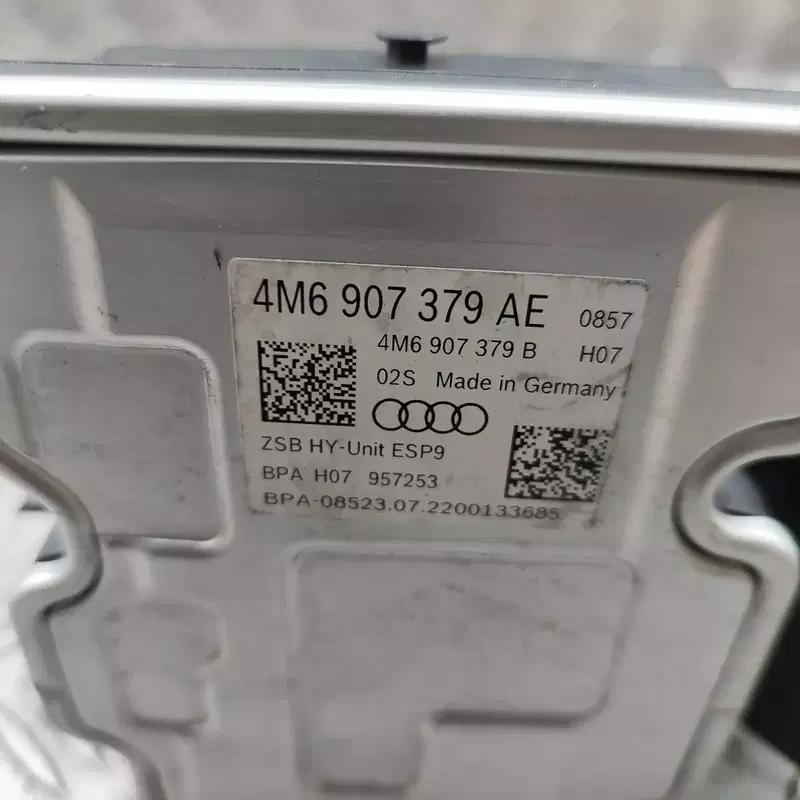 4M6 907 379 AE 0857
4M6 907 379 B H07
02S Made in Germany
ZSB HY-Unit ESP9
BPA H07 957253
BPA-08523.07.2200133685